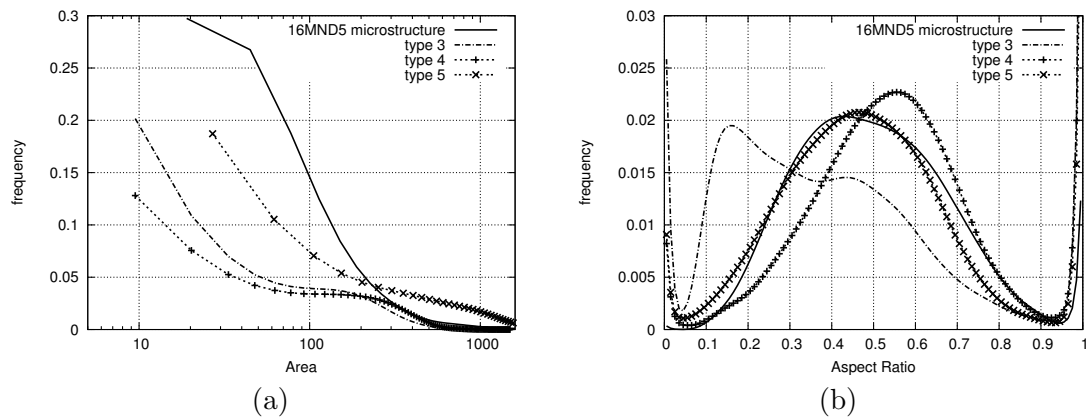 0.3
0.25
0.2
0.15
0.1
0.05
0
frequency
10
100
1000
Area
16MND5 microstructure
type 3
type 4
type 5
(a)
0.03
0.025
0.02
0.015
0.01
0.005
0
frequency
0 0.1 0.2 0.3 0.4 0.5 0.6 0.7 0.8 0.9 1
Aspect Ratio
16MND5 microstructure
type 3
type 4
type 5
(b)